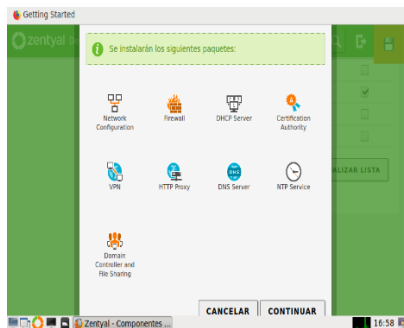 Getting Started
zentyal
Se instalarán los siguientes paquetes:
Network Configuration
Firewall
DHCP Server
Certification Authority
VPN
HTTP Proxy
DNS Server
NTP Service
Domain Controller and File Sharing
ALIZAR LISTA
CANCELAR
CONTINUAR
Zentyal - Componentes ...
16:58